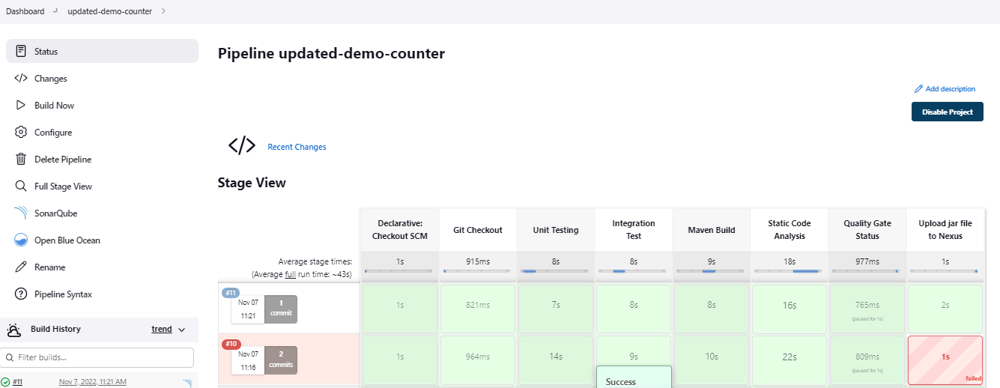 Dashboard
updated-demo-counter
Status
Changes
Build Now
Configure
Delete Pipeline
Full Stage View
SonarQube
Open Blue Ocean
Rename
Pipeline Syntax
Build History
trend
Filter builds...
#11
Nov 7, 2022, 11:21 AM
Pipeline updated-demo-counter
Add description
Disable Project
Recent Changes
Stage View
Declarative:
Checkout SCM
Git Checkout
Unit Testing
Integration
Test
Maven Build
Static Code
Analysis
Quality Gate
Status
Upload jar file
to Nexus
Average stage times:
(Average full run time: ~43s)
1s
915ms
8s
8s
9s
18s
977ms
1s
#11
Nov 07
11:21
1
commit
1s
821ms
7s
8s
8s
16s
765ms
(paused for 1s)
2s
#10
Nov 07
11:16
2
commits
1s
964ms
14s
9s
10s
22s
809ms
(paused for 1s)
1s
failed
Success